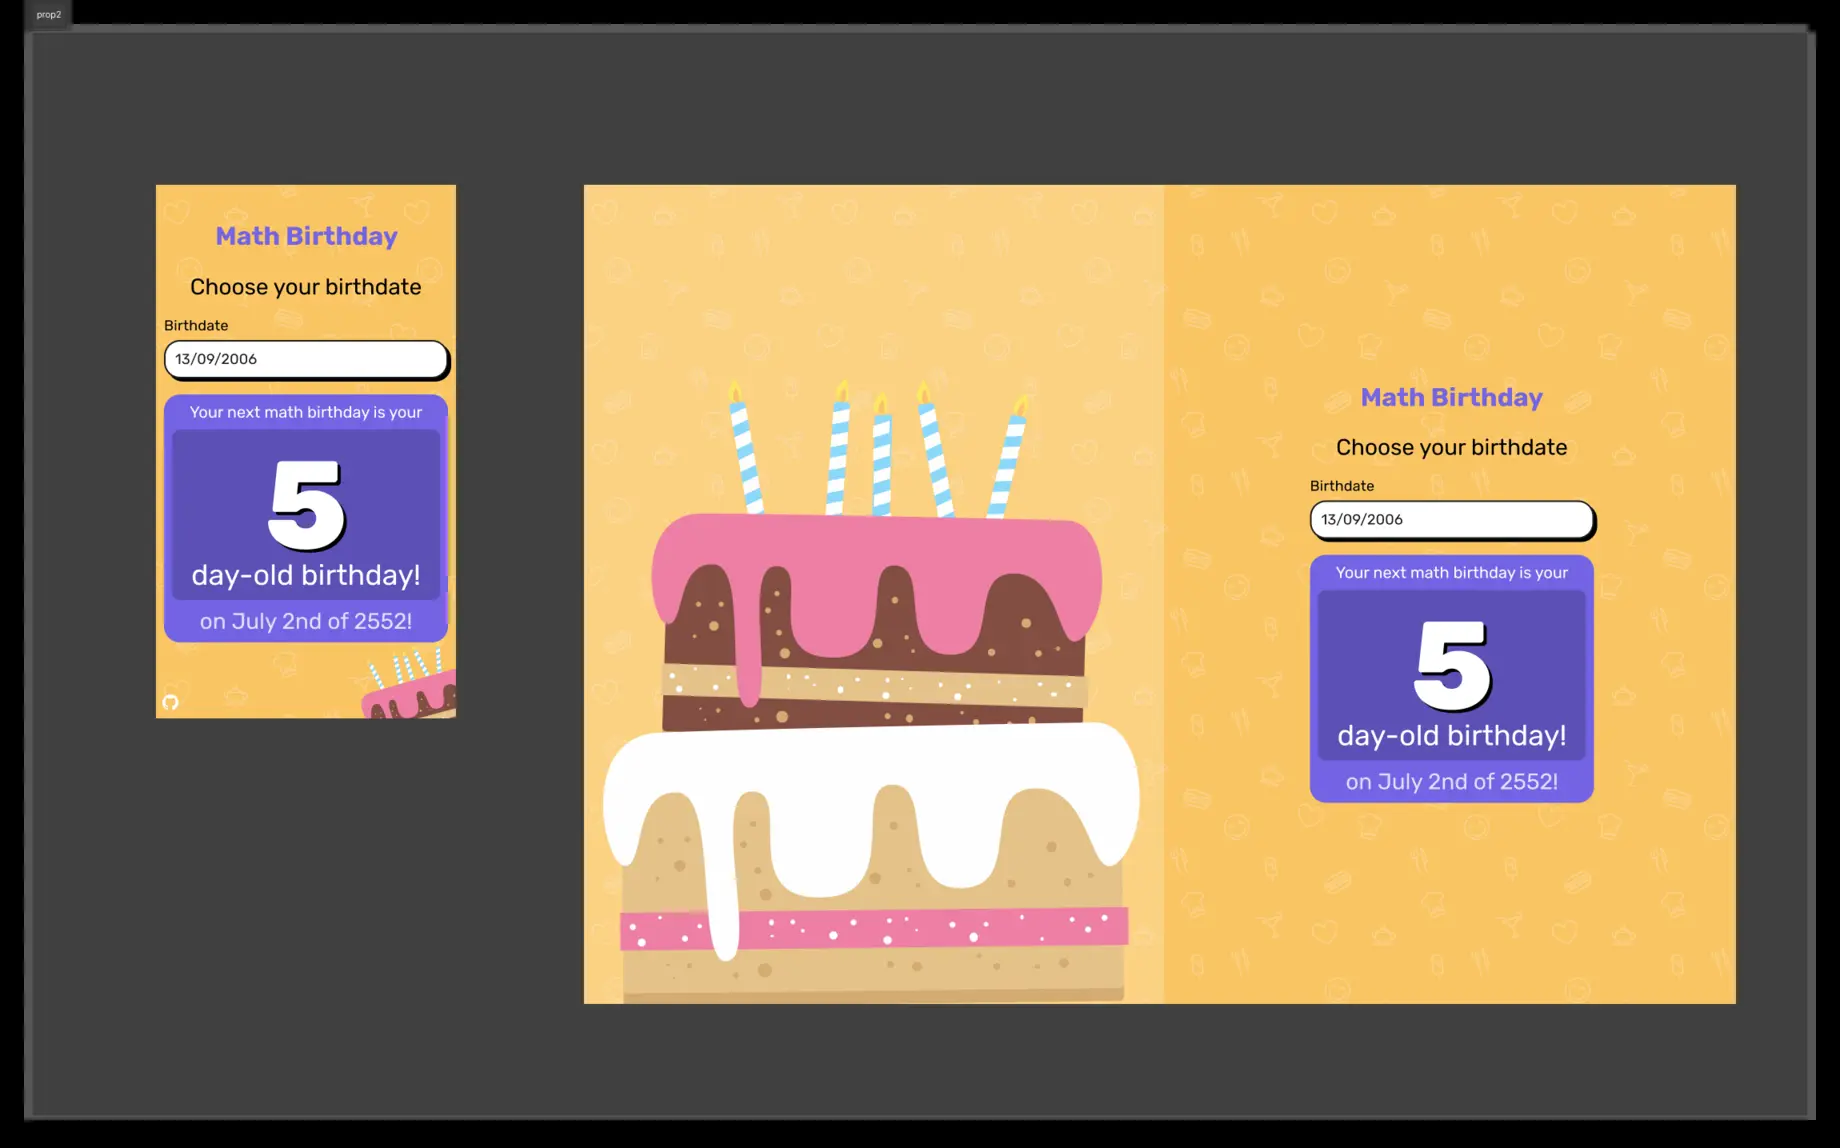 prop2
Math Birthday
Choose your birthdate
Birthdate
13/09/2006
Your next math birthday is your
5
day-old birthday!
on July 2nd of 2552!
Math Birthday
Choose your birthdate
Birthdate
13/09/2006
Your next math birthday is your
5
day-old birthday!
on July 2nd of 2552!